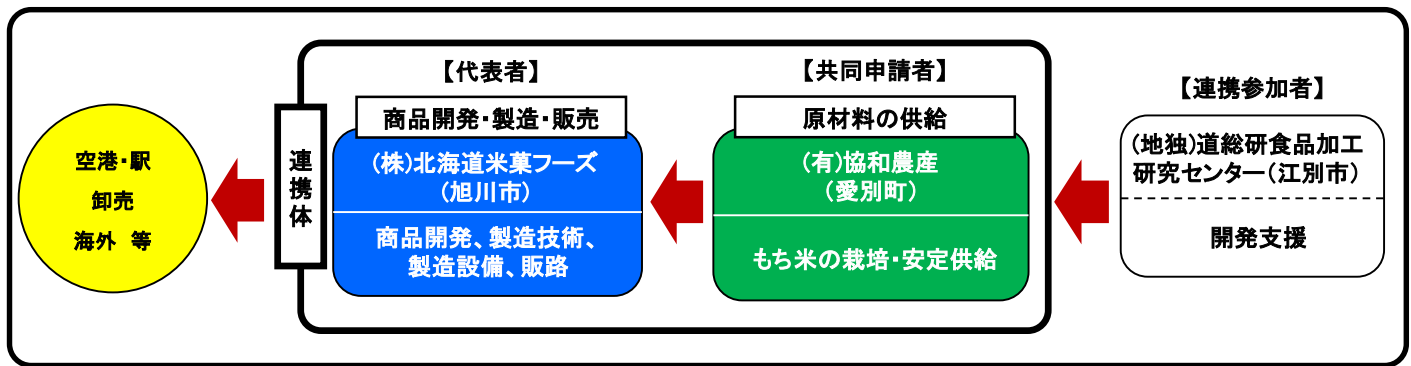 空港・駅
卸売
海外 等
連携体
【代表者】
商品開発・製造・販売
(株)北海道米菓フーズ
(旭川市)
商品開発、製造技術、
製造設備、販路
【共同申請者】
原材料の供給
(有)協和農産
(愛別町)
もち米の栽培・安定供給
【連携参加者】
(地独)道総研食品加工
研究センター(江別市)
開発支援